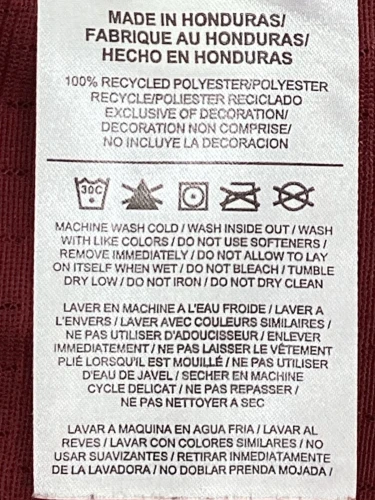 MADE IN HONDURAS/
FABRIQUE AU HONDURAS/
HECHO EN HONDURAS
100% RECYCLED POLYESTER/POLYESTER
RECYCLE/POLIESTER RECICLADO
EXCLUSIVE OF DECORATION/
DECORATION NON COMPRISE/
NO INCLUYE LA DECORACION
30C
MACHINE WASH COLD / WASH INSIDE OUT / WASH
WITH LIKE COLORS / DO NOT USE SOFTENERS /
REMOVE IMMEDIATELY / DO NOT ALLOW TO LAY
ON ITSELF WHEN WET / DO NOT BLEACH / TUMBLE
DRY LOW / DO NOT IRON / DO NOT DRY CLEAN
LAVER EN MACHINE A L'EAU FROIDE / LAVER A
L'ENVERS / LAVER AVEC COULEURS SIMILAIRES /
NE PAS UTILISER D'ADOUCISSEUR / ENLEVER
IMMEDIATEMENT / NE PAS LAISSER LE VÊTEMENT
PLIÉ LORSQU'IL EST MOUILLÉ / NE PAS UTILISER
D'EAU DE JAVEL / SECHER EN MACHINE
CYCLE DELICAT / NE PAS REPASSER /
NE PAS NETTOYER A SEC
LAVAR A MAQUINA EN AGUA FRIA / LAVAR AL
REVES / LAVAR CON COLORES SIMILARES / NO
USAR SUAVIZANTES / RETIRAR INMEDIATAMENTE
DE LA LAVADORA / NO DOBLAR PRENDA MOJADA /